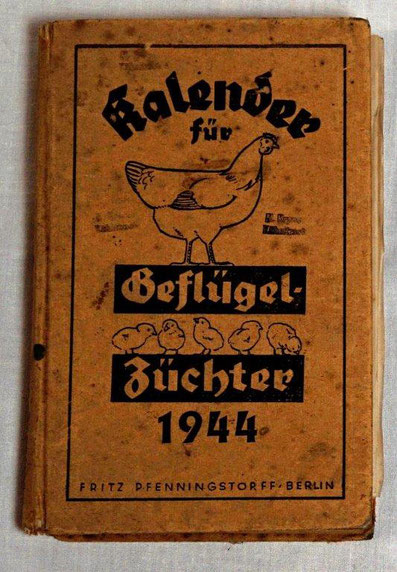 Kalender
für
Geflügel-
Züchter
1944
FRITZ PFENNINGSTORFF-BERLIN